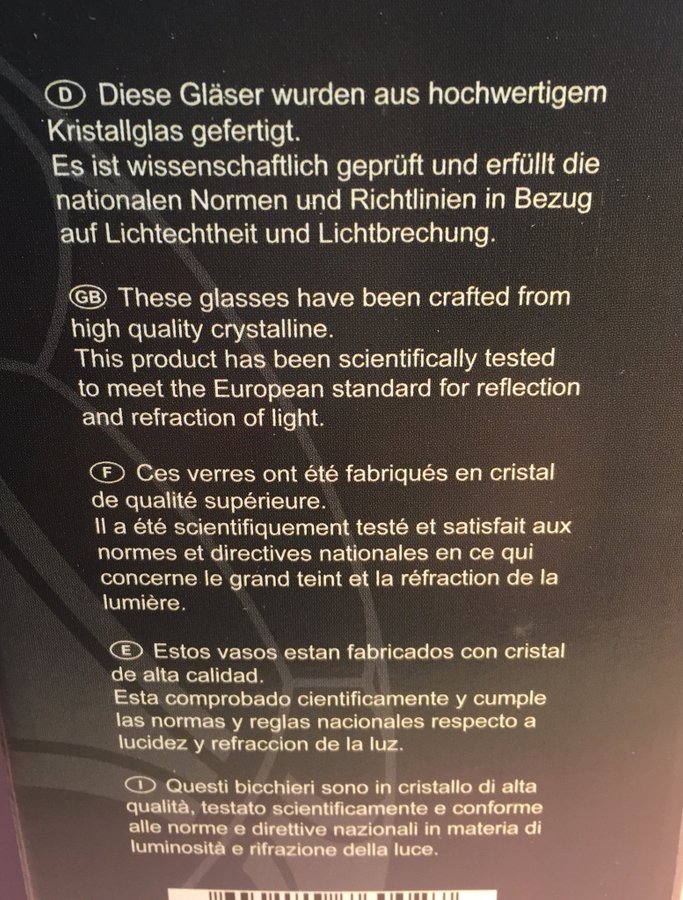 D Diese Gläser wurden aus hochwertigem
Kristallglas gefertigt.
Es ist wissenschaftlich geprüft und erfüllt die
nationalen Normen und Richtlinien in Bezug
auf Lichtechtheit und Lichtbrechung.
GB These glasses have been crafted from
high quality crystalline.
This product has been scientifically tested
to meet the European standard for reflection
and refraction of light.
F Ces verres ont été fabriqués en cristal
de qualité supérieure.
Il a été scientifiquement testé et satisfait aux
normes et directives nationales en ce qui
concerne le grand teint et la réfraction de la
lumière.
E Estos vasos estan fabricados con cristal
de alta calidad.
Esta comprobado cientificamente y cumple
las normas y reglas nacionales respecto a
lucidez y refraccion de la luz.
I Questi bicchieri sono in cristallo di alta
qualità, testato scientificamente e conforme
alle norme e direttive nazionali in materia di
luminosità e rifrazione della luce.